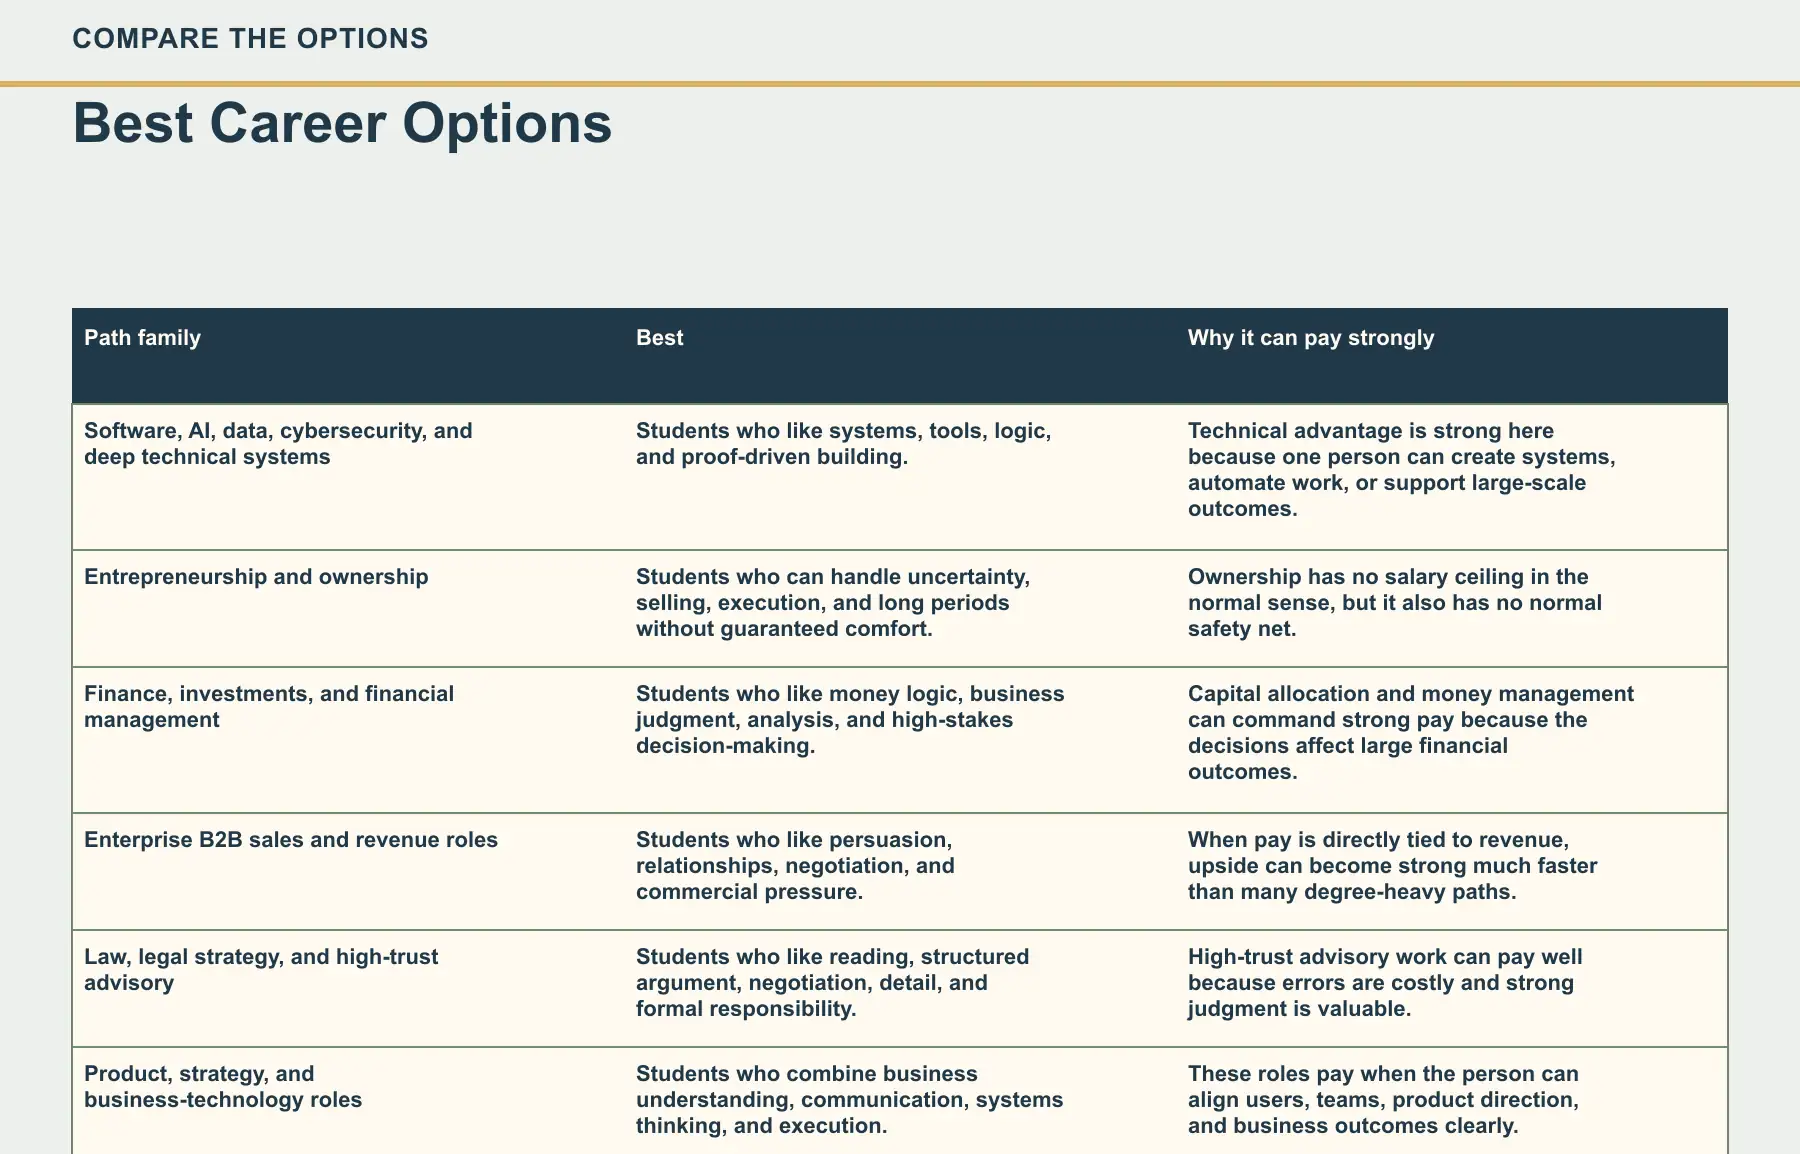 COMPARE THE OPTIONS
Best Career Options
Path family
Best
Why it can pay strongly
Software, AI, data, cybersecurity, and
deep technical systems
Students who like systems, tools, logic,
and proof-driven building.
Technical advantage is strong here
because one person can create systems,
automate work, or support large-scale
outcomes.
Entrepreneurship and ownership
Students who can handle uncertainty,
selling, execution, and long periods
without guaranteed comfort.
Ownership has no salary ceiling in the
normal sense, but it also has no normal
safety net.
Finance, investments, and financial
management
Students who like money logic, business
judgment, analysis, and high-stakes
decision-making.
Capital allocation and money management
can command strong pay because the
decisions affect large financial
outcomes.
Enterprise B2B sales and revenue roles
Students who like persuasion,
relationships, negotiation, and
commercial pressure.
When pay is directly tied to revenue,
upside can become strong much faster
than many degree-heavy paths.
Law, legal strategy, and high-trust
advisory
Students who like reading, structured
argument, negotiation, detail, and
formal responsibility.
High-trust advisory work can pay well
because errors are costly and strong
judgment is valuable.
Product, strategy, and
business-technology roles
Students who combine business
understanding, communication, systems
thinking, and execution.
These roles pay when the person can
align users, teams, product direction,
and business outcomes clearly.